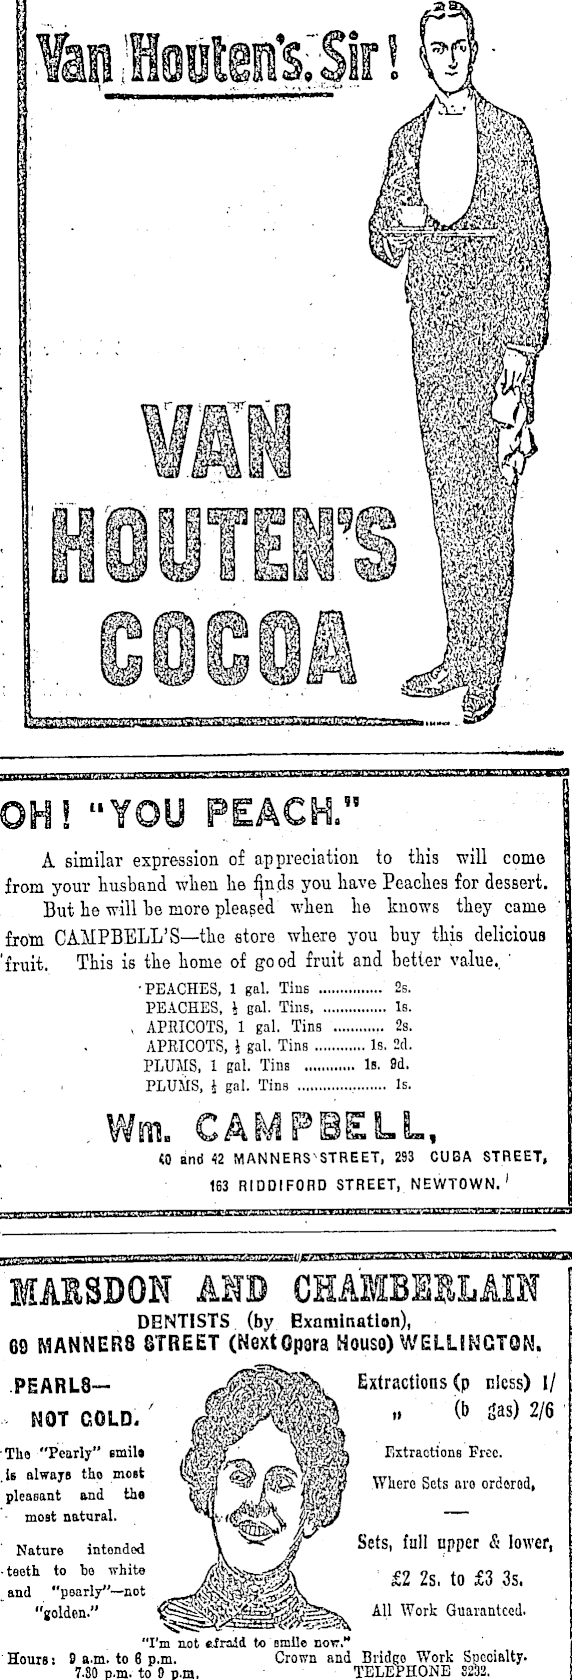 Van Houten's. Sir!
VAN
HOUTEN'S
COCOA
OH! "YOU PEACH."
A similar expression of appreciation to this will come
from your husband when he finds you have Peaches for dessert.
But he will be more pleased when he knows they came
from CAMPBELL'S—the store where you buy this delicious
fruit. This is the home of good fruit and better value.
PEACHES, 1 gal. Tins ............... 2s.
PEACHES, ½ gal. Tins, ............... 1s.
APRICOTS, 1 gal. Tins ............ 2s.
APRICOTS, ½ gal. Tins ............ 1s. 2d.
PLUMS, 1 gal. Tins ............ 1s. 9d.
PLUMS, ½ gal. Tins ..................... 1s.
Wm. CAMPBELL,
40 and 42 MANNERS STREET, 293 CUBA STREET,
163 RIDDIFORD STREET, NEWTOWN.
MARSDON AND CHAMBERLAIN
DENTISTS (by Examination),
69 MANNERS STREET (Next Opera House) WELLINGTON.
PEARLS—
NOT GOLD.
The "Pearly" smile
is always the most
pleasant and the
most natural.
Nature intended
teeth to be white
and "pearly"—not
"golden."
Extractions (p nless) 1/
„ (b gas) 2/6
Extractions Free.
Where Sets are ordered,
Sets, full upper & lower,
£2 2s. to £3 3s.
All Work Guaranteed.
"I'm not afraid to smile now."
Hours: 9 a.m. to 6 p.m.
7.30 p.m. to 9 p.m.
Crown and Bridge Work Specialty.
TELEPHONE 3232.